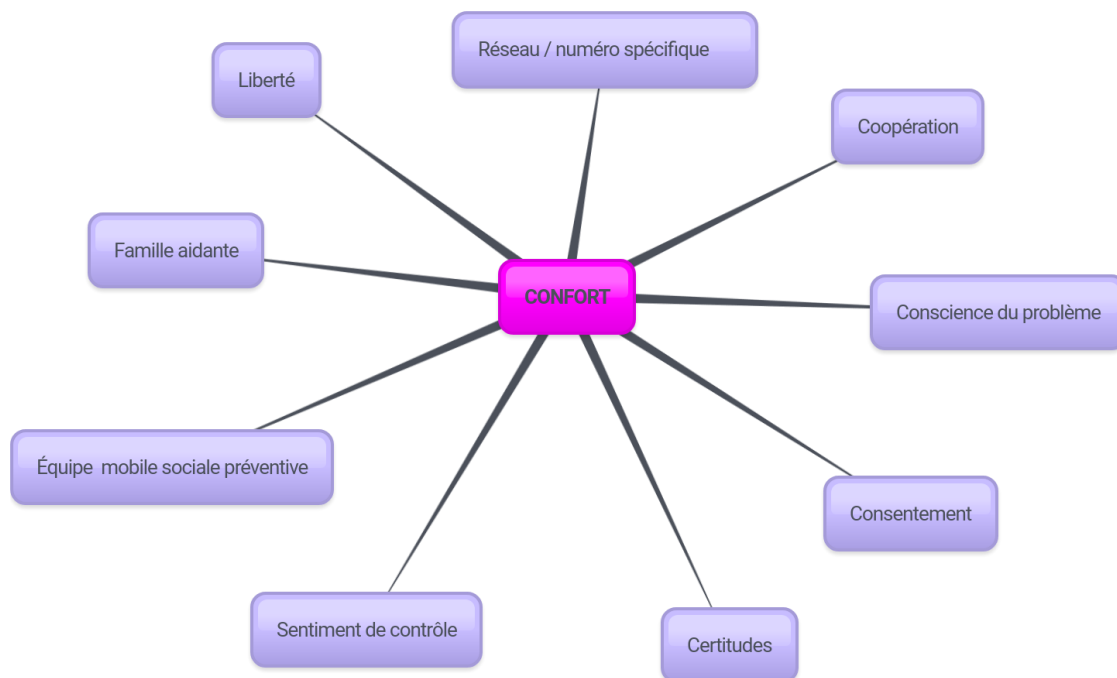 Réseau / numéro spécifique
Liberté
Coopération
Famille aidante
CONFORT
Conscience du problème
Équipe  mobile sociale préventive
Consentement
Sentiment de contrôle
Certitudes